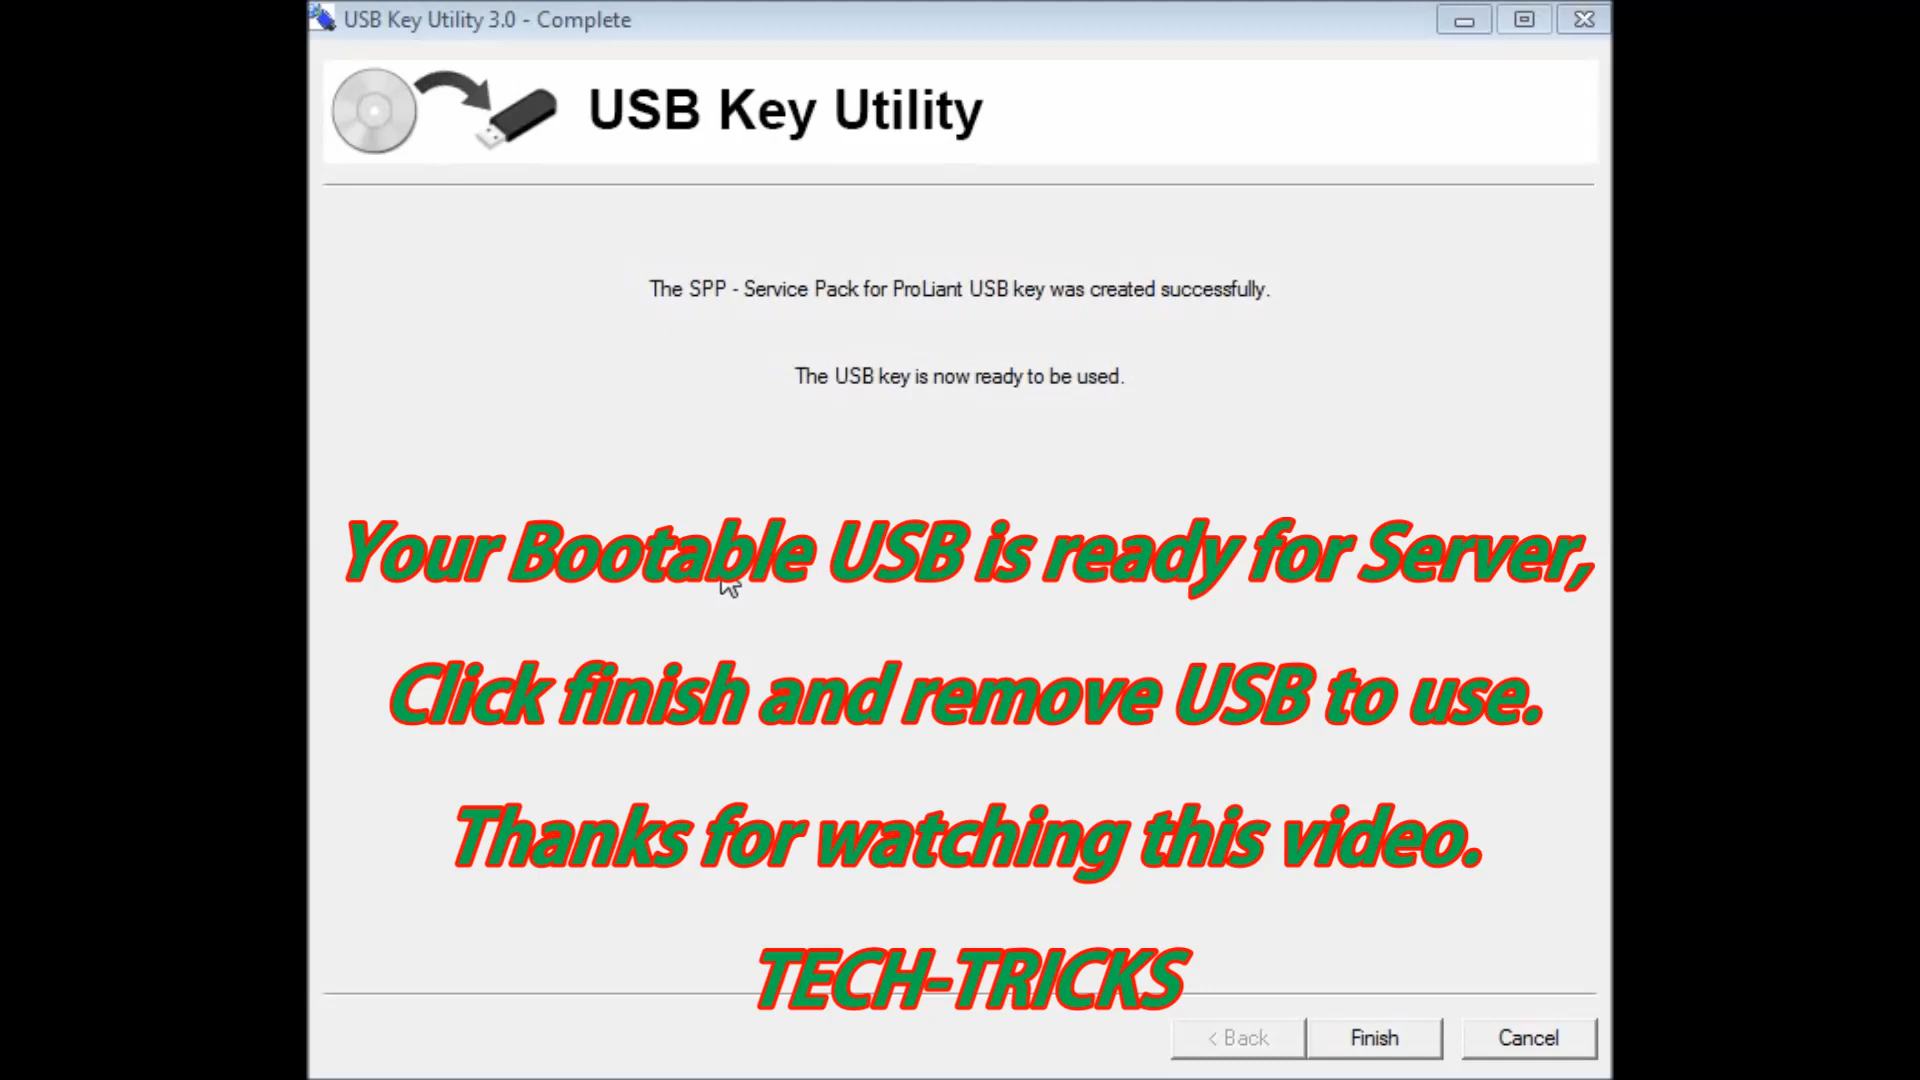 USB Key Utility 3.0 - Complete
USB Key Utility
The SPP - Service Pack for ProLiant USB key was created successfully.
The USB key is now ready to be used.
Your Bootable USB is ready for Server,
Click finish and remove USB to use.
Thanks for watching this video.
TECH-TRICKS
< Back Finish Cancel